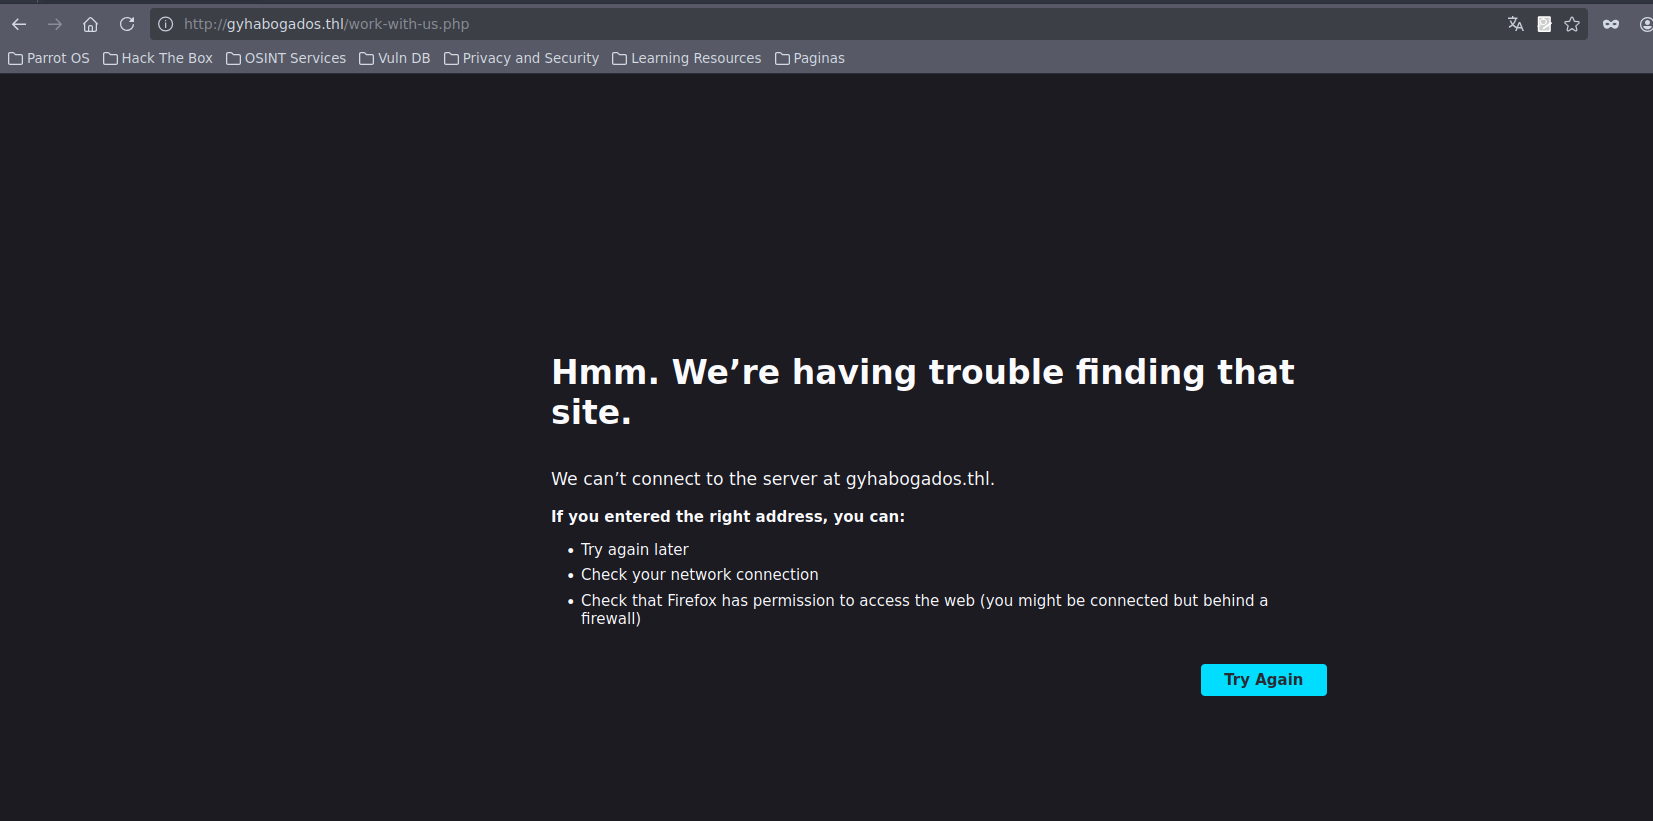 http://gyhabogados.thl/work-with-us.php
Parrot OS Hack The Box OSINT Services Vuln DB Privacy and Security Learning Resources Paginas
Hmm. We’re having trouble finding that
site.
We can’t connect to the server at gyhabogados.thl.
If you entered the right address, you can:
• Try again later
• Check your network connection
• Check that Firefox has permission to access the web (you might be connected but behind a
firewall)
Try Again